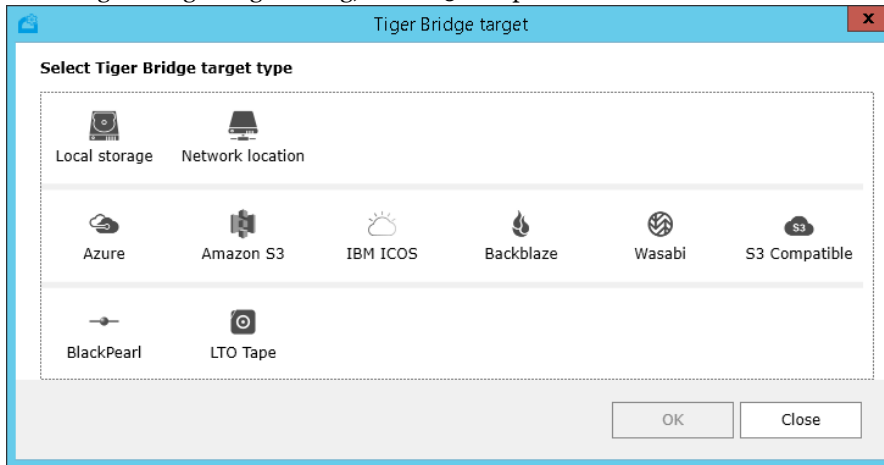 Tiger Bridge target
x
Select Tiger Bridge target type
Local storage Network location
Azure Amazon S3 IBM ICOS Backblaze Wasabi S3 S3 Compatible
BlackPearl LTO Tape
OK Close